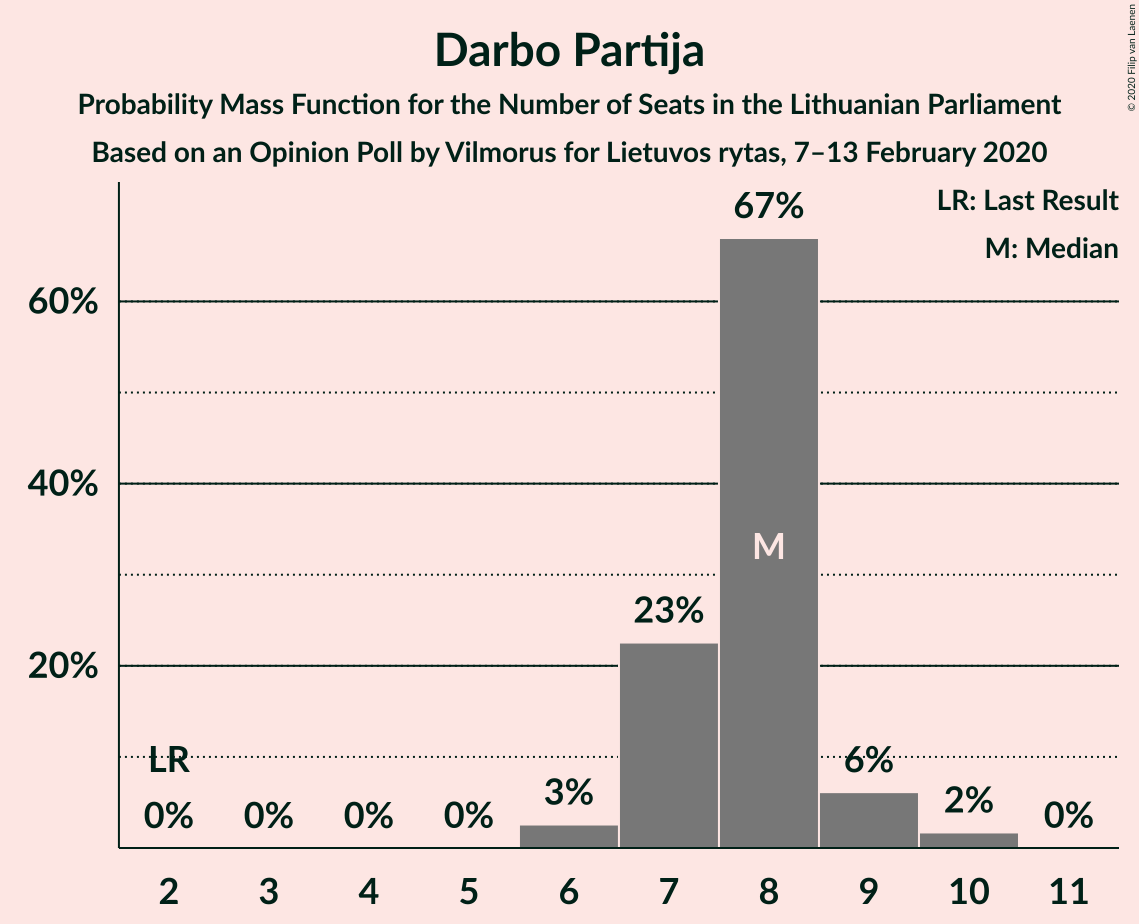 Darbo Partija
Probability Mass Function for the Number of Seats in the Lithuanian Parliament
Based on an Opinion Poll by Vilmorus for Lietuvos rytas, 7–13 February 2020
© 2020 Filip van Laenen
LR: Last Result
M: Median
67%
60%
40%
M
23%
20%
LR
6%
3%
2%
0%
0%
0%
0%
0%
2 3 4 5 6 7 8 9 10 11